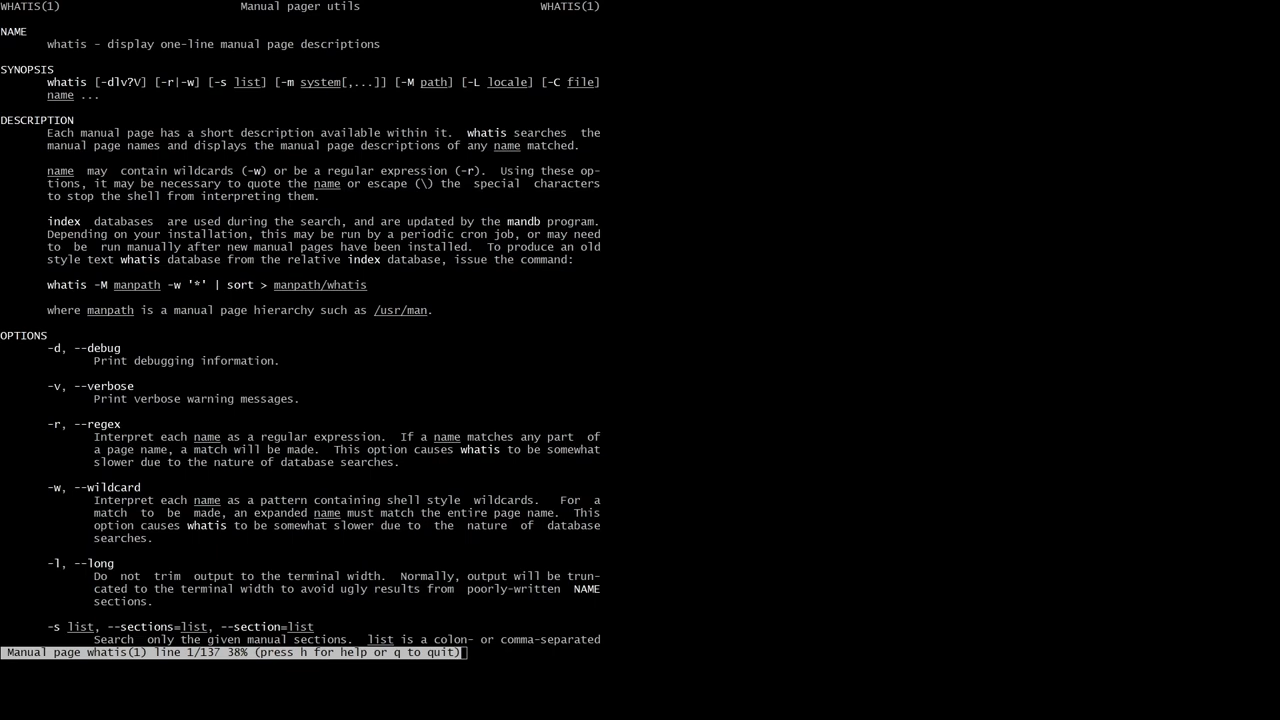 WHATIS(1) Manual pager utils WHATIS(1)
NAME
whatis - display one-line manual page descriptions
SYNOPSIS
whatis [-dlv?V] [-r|-w] [-s list] [-m system[,...]] [-M path] [-L locale] [-C file]
name ...
DESCRIPTION
Each manual page has a short description available within it. whatis searches the
manual page names and displays the manual page descriptions of any name matched.
name may contain wildcards (-w) or be a regular expression (-r). Using these op-
tions, it may be necessary to quote the name or escape (\) the special characters
to stop the shell from interpreting them.
index databases are used during the search, and are updated by the mandb program.
Depending on your installation, this may be run by a periodic cron job, or may need
to be run manually after new manual pages have been installed. To produce an old
style text whatis database from the relative index database, issue the command:
whatis -M manpath -w '*' | sort > manpath/whatis
where manpath is a manual page hierarchy such as /usr/man.
OPTIONS
-d, --debug
Print debugging information.
-v, --verbose
Print verbose warning messages.
-r, --regex
Interpret each name as a regular expression. If a name matches any part of
a page name, a match will be made. This option causes whatis to be somewhat
slower due to the nature of database searches.
-w, --wildcard
Interpret each name as a pattern containing shell style wildcards. For a
match to be made, an expanded name must match the entire page name. This
option causes whatis to be somewhat slower due to the nature of database
searches.
-l, --long
Do not trim output to the terminal width. Normally, output will be trun-
cated to the terminal width to avoid ugly results from poorly-written NAME
sections.
-s list, --sections=list, --section=list
Search only the given manual sections. list is a colon- or comma-separated
Manual page whatis(1) line 1/137 38% (press h for help or q to quit)